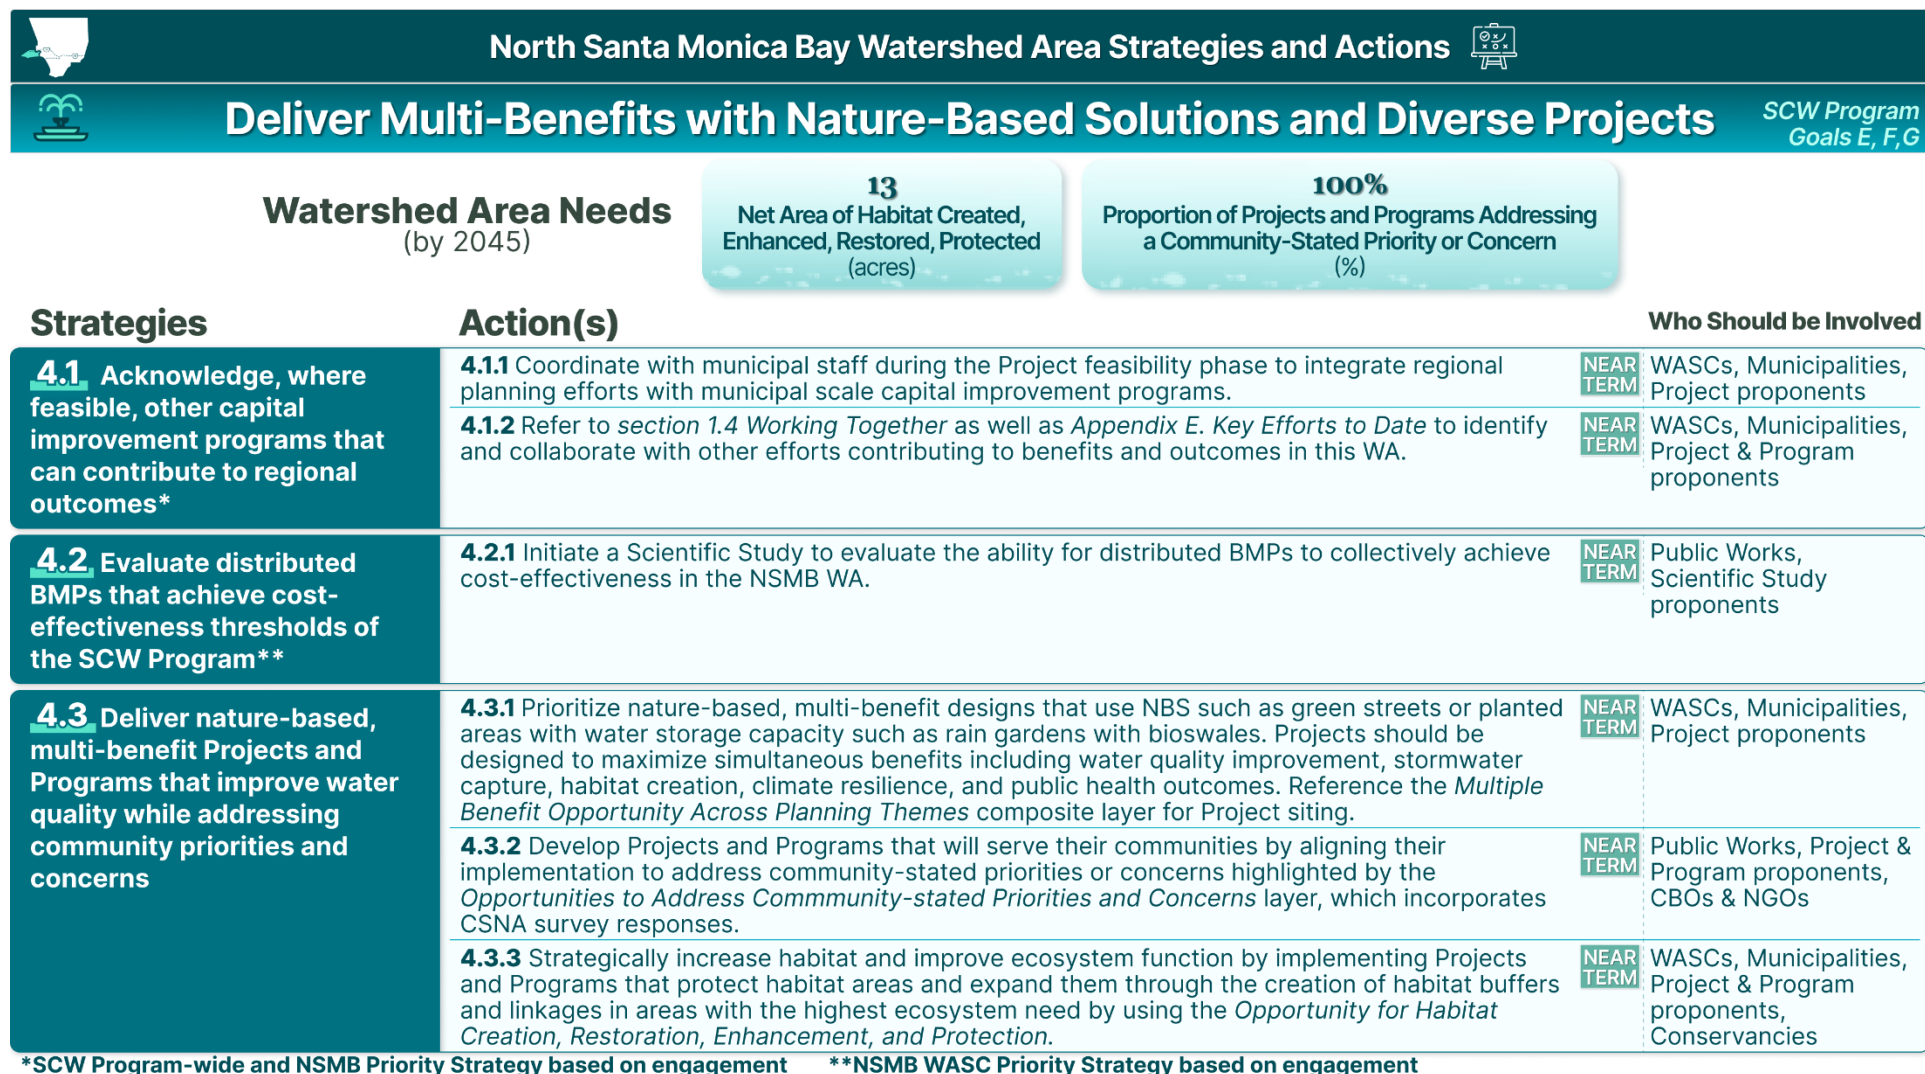 North Santa Monica Bay Watershed Area Strategies and Actions
Deliver Multi-Benefits with Nature-Based Solutions and Diverse Projects
SCW Program
Goals E, F,G
Watershed Area Needs
(by 2045)
13
Net Area of Habitat Created,
Enhanced, Restored, Protected
(acres)
100%
Proportion of Projects and Programs Addressing
a Community-Stated Priority or Concern
(%)
Strategies
Action(s)
Who Should be Involved
4.1 Acknowledge, where
feasible, other capital
improvement programs that
can contribute to regional
outcomes*
4.1.1 Coordinate with municipal staff during the Project feasibility phase to integrate regional
planning efforts with municipal scale capital improvement programs.
NEAR
TERM
WASCs, Municipalities,
Project proponents
4.1.2 Refer to section 1.4 Working Together as well as Appendix E. Key Efforts to Date to identify
and collaborate with other efforts contributing to benefits and outcomes in this WA.
NEAR
TERM
WASCs, Municipalities,
Project & Program
proponents
4.2 Evaluate distributed
BMPs that achieve cost-
effectiveness thresholds of
the SCW Program**
4.2.1 Initiate a Scientific Study to evaluate the ability for distributed BMPs to collectively achieve
cost-effectiveness in the NSMB WA.
NEAR
TERM
Public Works,
Scientific Study
proponents
4.3 Deliver nature-based,
multi-benefit Projects and
Programs that improve water
quality while addressing
community priorities and
concerns
4.3.1 Prioritize nature-based, multi-benefit designs that use NBS such as green streets or planted
areas with water storage capacity such as rain gardens with bioswales. Projects should be
designed to maximize simultaneous benefits including water quality improvement, stormwater
capture, habitat creation, climate resilience, and public health outcomes. Reference the Multiple
Benefit Opportunity Across Planning Themes composite layer for Project siting.
NEAR
TERM
WASCs, Municipalities,
Project proponents
4.3.2 Develop Projects and Programs that will serve their communities by aligning their
implementation to address community-stated priorities or concerns highlighted by the
Opportunities to Address Commmunity-stated Priorities and Concerns layer, which incorporates
CSNA survey responses.
NEAR
TERM
Public Works, Project &
Program proponents,
CBOs & NGOs
4.3.3 Strategically increase habitat and improve ecosystem function by implementing Projects
and Programs that protect habitat areas and expand them through the creation of habitat buffers
and linkages in areas with the highest ecosystem need by using the Opportunity for Habitat
Creation, Restoration, Enhancement, and Protection.
NEAR
TERM
WASCs, Municipalities,
Project & Program
proponents,
Conservancies
*SCW Program-wide and NSMB Priority Strategy based on engagement
**NSMB WASC Priority Strategy based on engagement